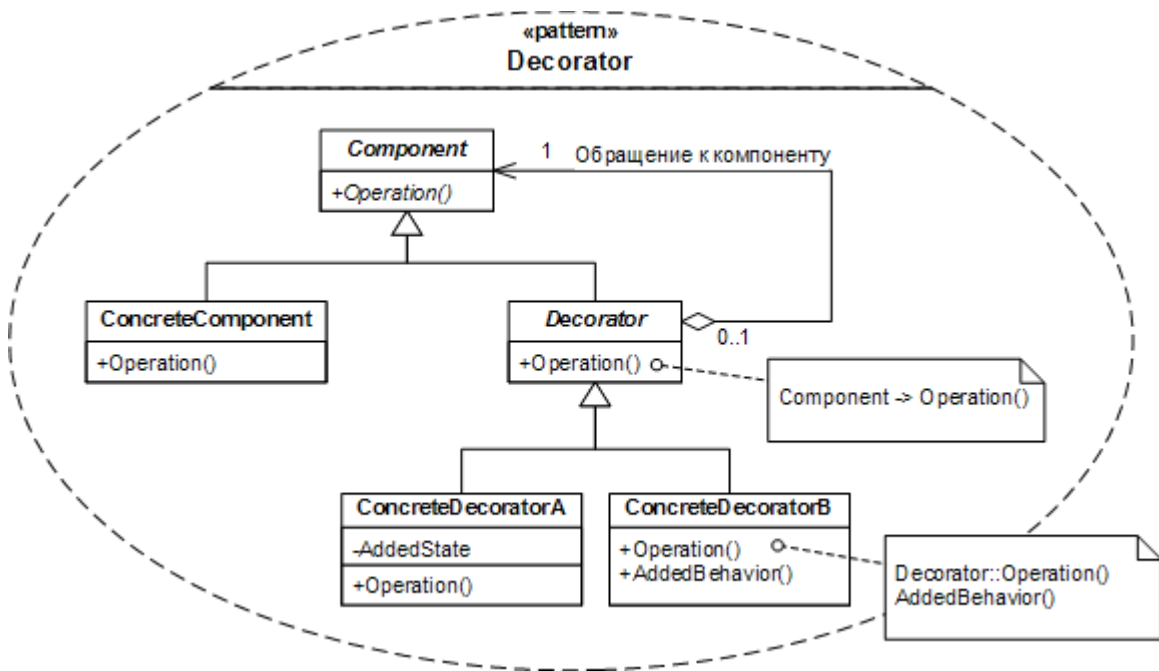 «pattern»
Decorator
Component
1
Обращение к компоненту
+Operation()
ConcreteComponent
+Operation()
Decorator
0..1
+Operation()
Component -> Operation()
ConcreteDecoratorA
-AddedState
+Operation()
ConcreteDecoratorB
+Operation()
+AddedBehavior()
Decorator::Operation()
AddedBehavior()